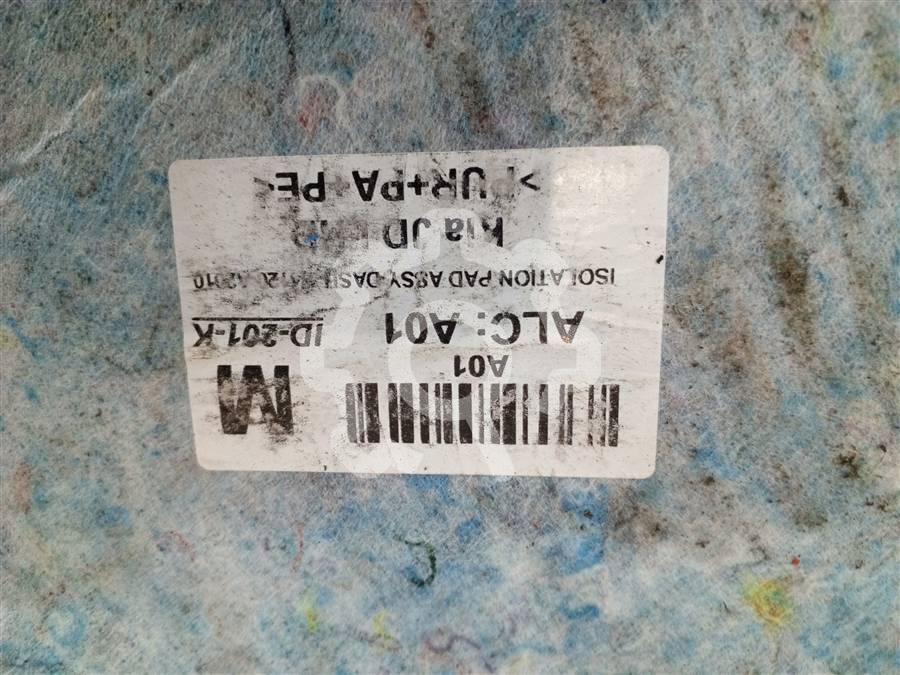 M
A01
ALC: A01 ID-201-K
ISOLATION PAD ASSY-DASH
Kia JD
>PUR+PA+PE<